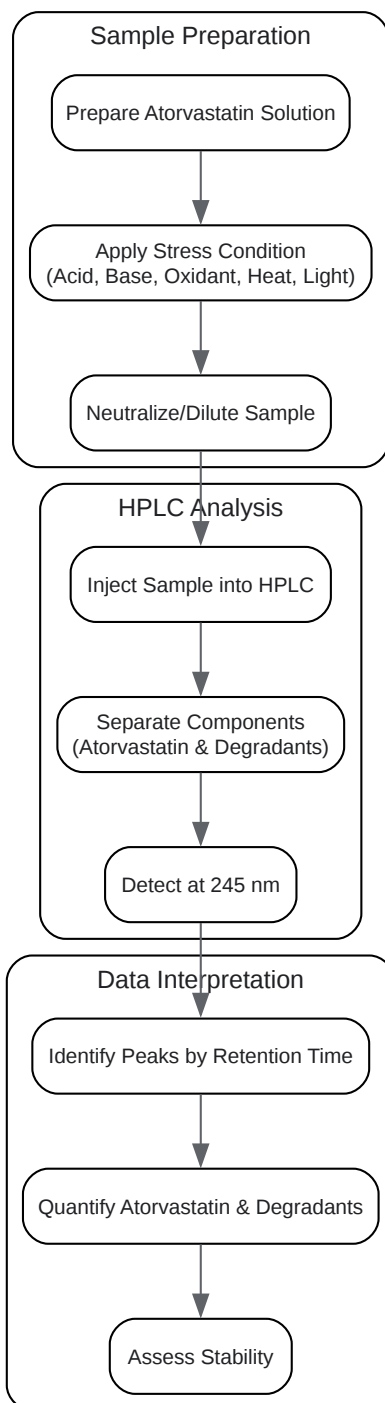 Sample Preparation
Prepare Atorvastatin Solution
Apply Stress Condition
(Acid, Base, Oxidant, Heat, Light)
Neutralize/Dilute Sample
HPLC Analysis
Inject Sample into HPLC
Separate Components
(Atorvastatin & Degradants)
Detect at 245 nm
Data Interpretation
Identify Peaks by Retention Time
Quantify Atorvastatin & Degradants
Assess Stability